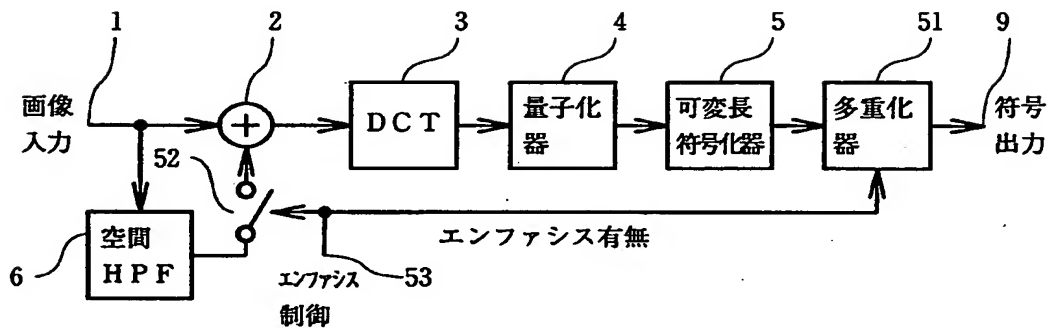 1
2
3
4
5
51
9
画像
入力
DCT
量子化
器
可変長
符号化器
多重化
器
符号
出力
52
空間
HPF
6
エンファシス有無
エンファシス
制御
53